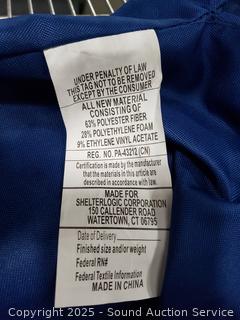 UNDER PENALTY OF LAW
THIS TAG NOT TO BE REMOVED
EXCEPT BY THE CONSUMER
ALL NEW MATERIAL
CONSISTING OF
63% POLYESTER FIBER
28% POLYETHYLENE FOAM
9% ETHYLENE VINYL ACETATE
REG. NO. PA-43212 (CN)
Certification is made by the manufacturer
that the materials in this article are
described in accordance with law.
MADE FOR
SHELTERLOGIC CORPORATION
150 CALLENDER ROAD
WATERTOWN, CT 06795
Date of Delivery
Finished size and/or weight
Federal RN#
Federal Textile Information
MADE IN CHINA
Copyright © 2025 - Sound Auction Service